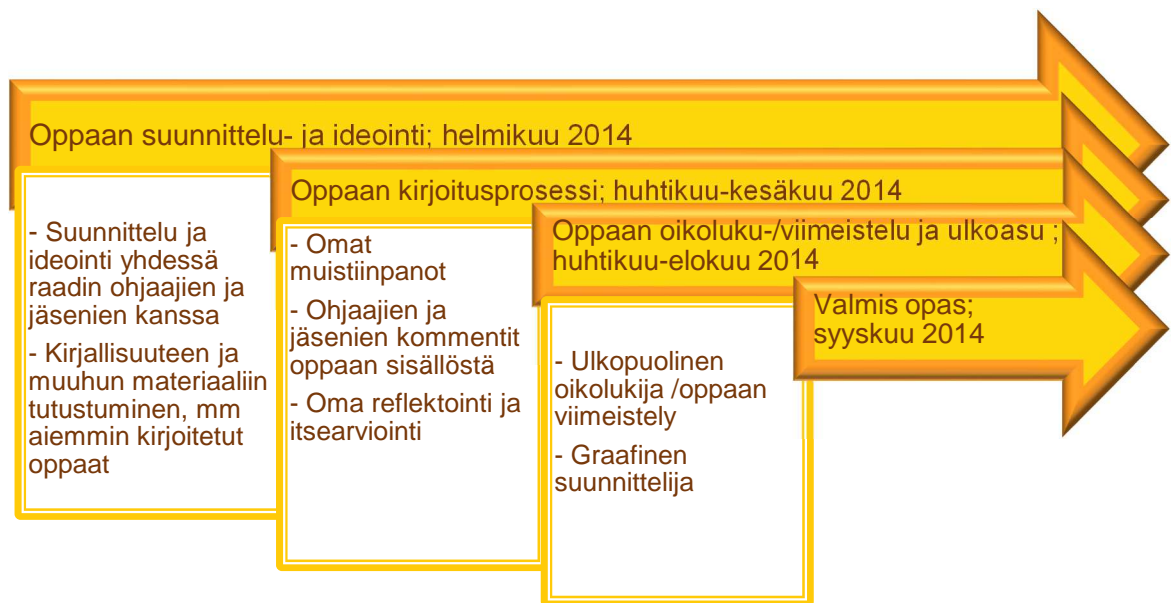 Oppaan suunnittelu- ja ideointi; helmikuu 2014
- Suunnittelu ja
ideointi yhdessä
raadin ohjaajien ja
jäsenien kanssa
- Kirjallisuuteen ja
muuhun materiaaliin
tutustuminen, mm
aiemmin kirjoitetut
oppaat
Oppaan kirjoitusprosessi; huhtikuu-kesäkuu 2014
- Omat
muistiinpanot
- Ohjaajien ja
jäsenien kommentit
oppaan sisällöstä
- Oma reflektointi ja
itsearviointi
Oppaan oikoluku-/viimeistelu ja ulkoasu ;
huhtikuu-elokuu 2014
- Ulkopuolinen
oikolukija /oppaan
viimeistely
- Graafinen
suunnittelija
Valmis opas;
syyskuu 2014